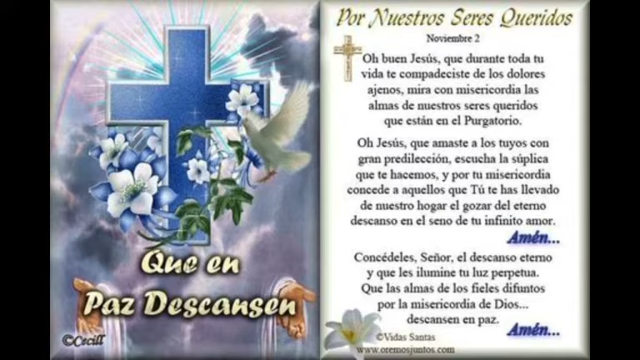 Que en
Paz Descansen
©Cecill
Por Nuestros Seres Queridos
Noviembre 2
Oh buen Jesús, que durante toda tu
vida te compadeciste de los dolores
ajenos, mira con misericordia las
almas de nuestros seres queridos
que están en el Purgatorio.
Oh Jesús, que amaste a los tuyos con
gran predilección, escucha la súplica
que te hacemos, y por tu misericordia
concede a aquellos que Tú te has llevado
de nuestro hogar el gozar del eterno
descanso en el seno de tu infinito amor.
Amén...
Concédeles, Señor, el descanso eterno
y que les ilumine tu luz perpetua.
Que las almas de los fieles difuntos
por la misericordia de Dios...
descansen en paz.
Amén...
©Vidas Santas
www.oremosjuntos.com